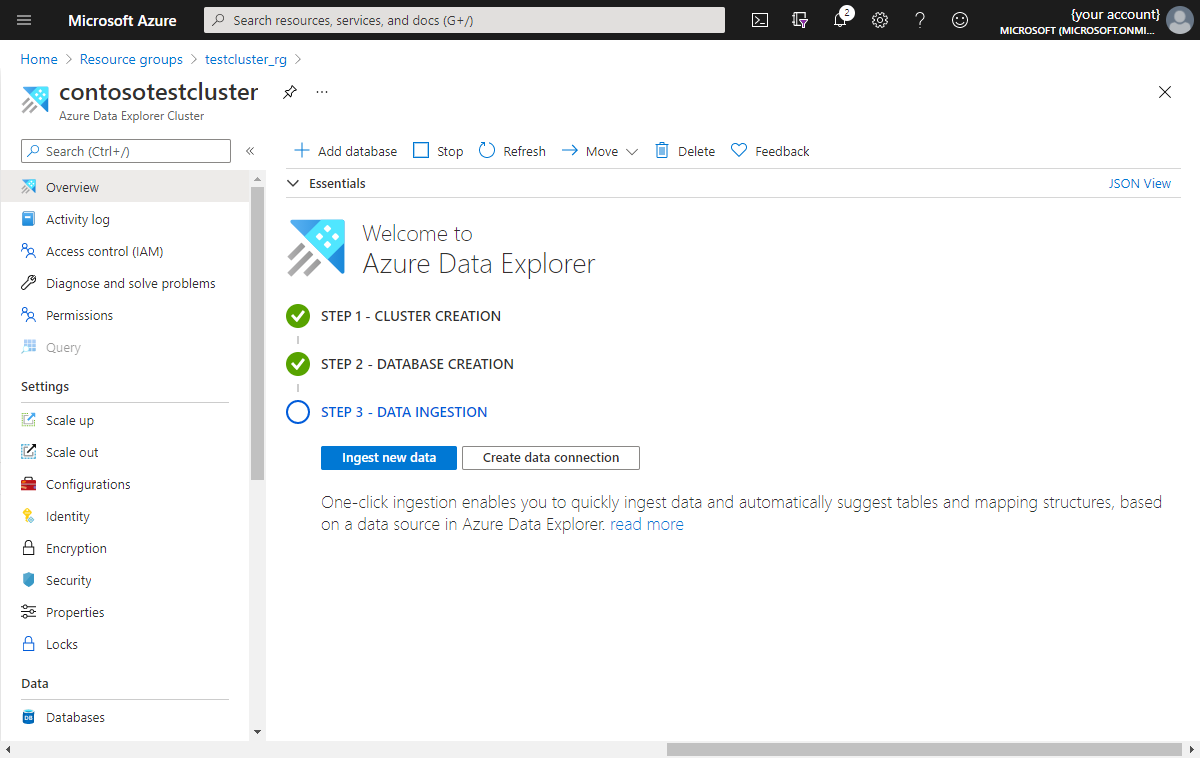 Microsoft Azure
Search resources, services, and docs (G+/)
2
{your account}
MICROSOFT (MICROSOFT.ONMI...
Home > Resource groups > testcluster_rg >
contosotestcluster
...
Azure Data Explorer Cluster
Search (Ctrl+/)
«
Add database
Stop
Refresh
Move
Delete
Feedback
Overview
Activity log
Access control (IAM)
Diagnose and solve problems
Permissions
Query
Settings
Scale up
Scale out
Configurations
Identity
Encryption
Security
Properties
Locks
Data
DB
Databases
Essentials
JSON View
Welcome to
Azure Data Explorer
STEP 1 - CLUSTER CREATION
STEP 2 - DATABASE CREATION
STEP 3 - DATA INGESTION
Ingest new data
Create data connection
One-click ingestion enables you to quickly ingest data and automatically suggest tables and mapping structures, based
on a data source in Azure Data Explorer. read more